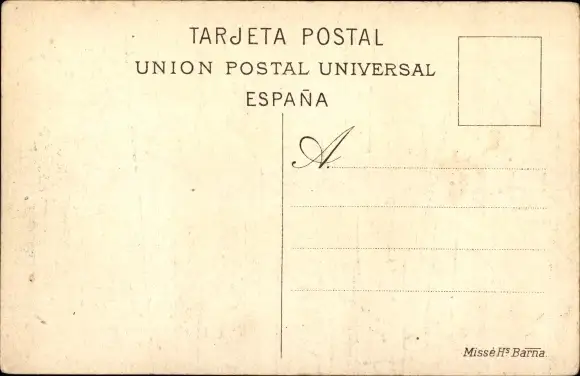 TARJETA POSTAL
UNION POSTAL UNIVERSAL
ESPAÑA
A.
Missé Hs Barna.